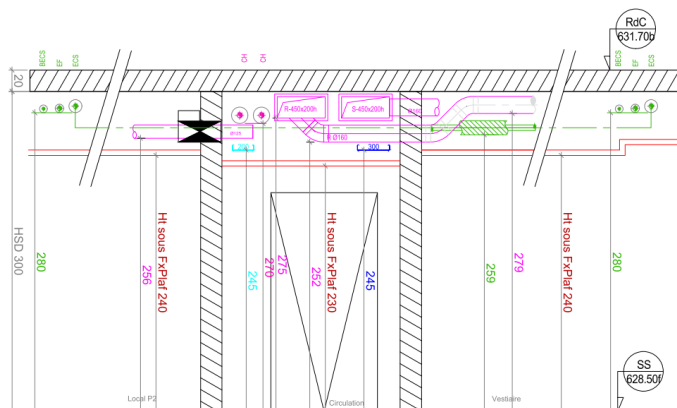 RdC
631.70b
BECS
EF
ECS
CH
CH
BECS
EF
ECS
20
R-450x200h
S-450x200h
Ø160
Ø125
R Ø160
200
300
HSD 300
280
256
Ht sous FxPlaf 240
245
270
275
252
Ht sous FxPlaf 230
245
259
279
Ht sous FxPlaf 240
280
SS
628.50f
Local P2
Circulation
Vestiaire